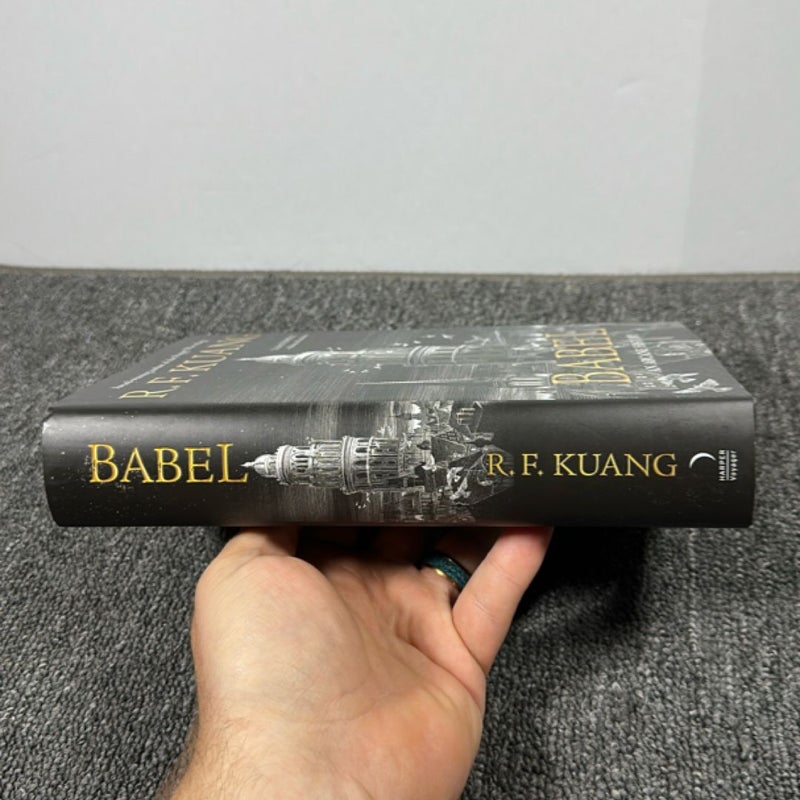 R. F. KUANG
BABEL
BABEL
R. F. KUANG
HARPER
Voyager